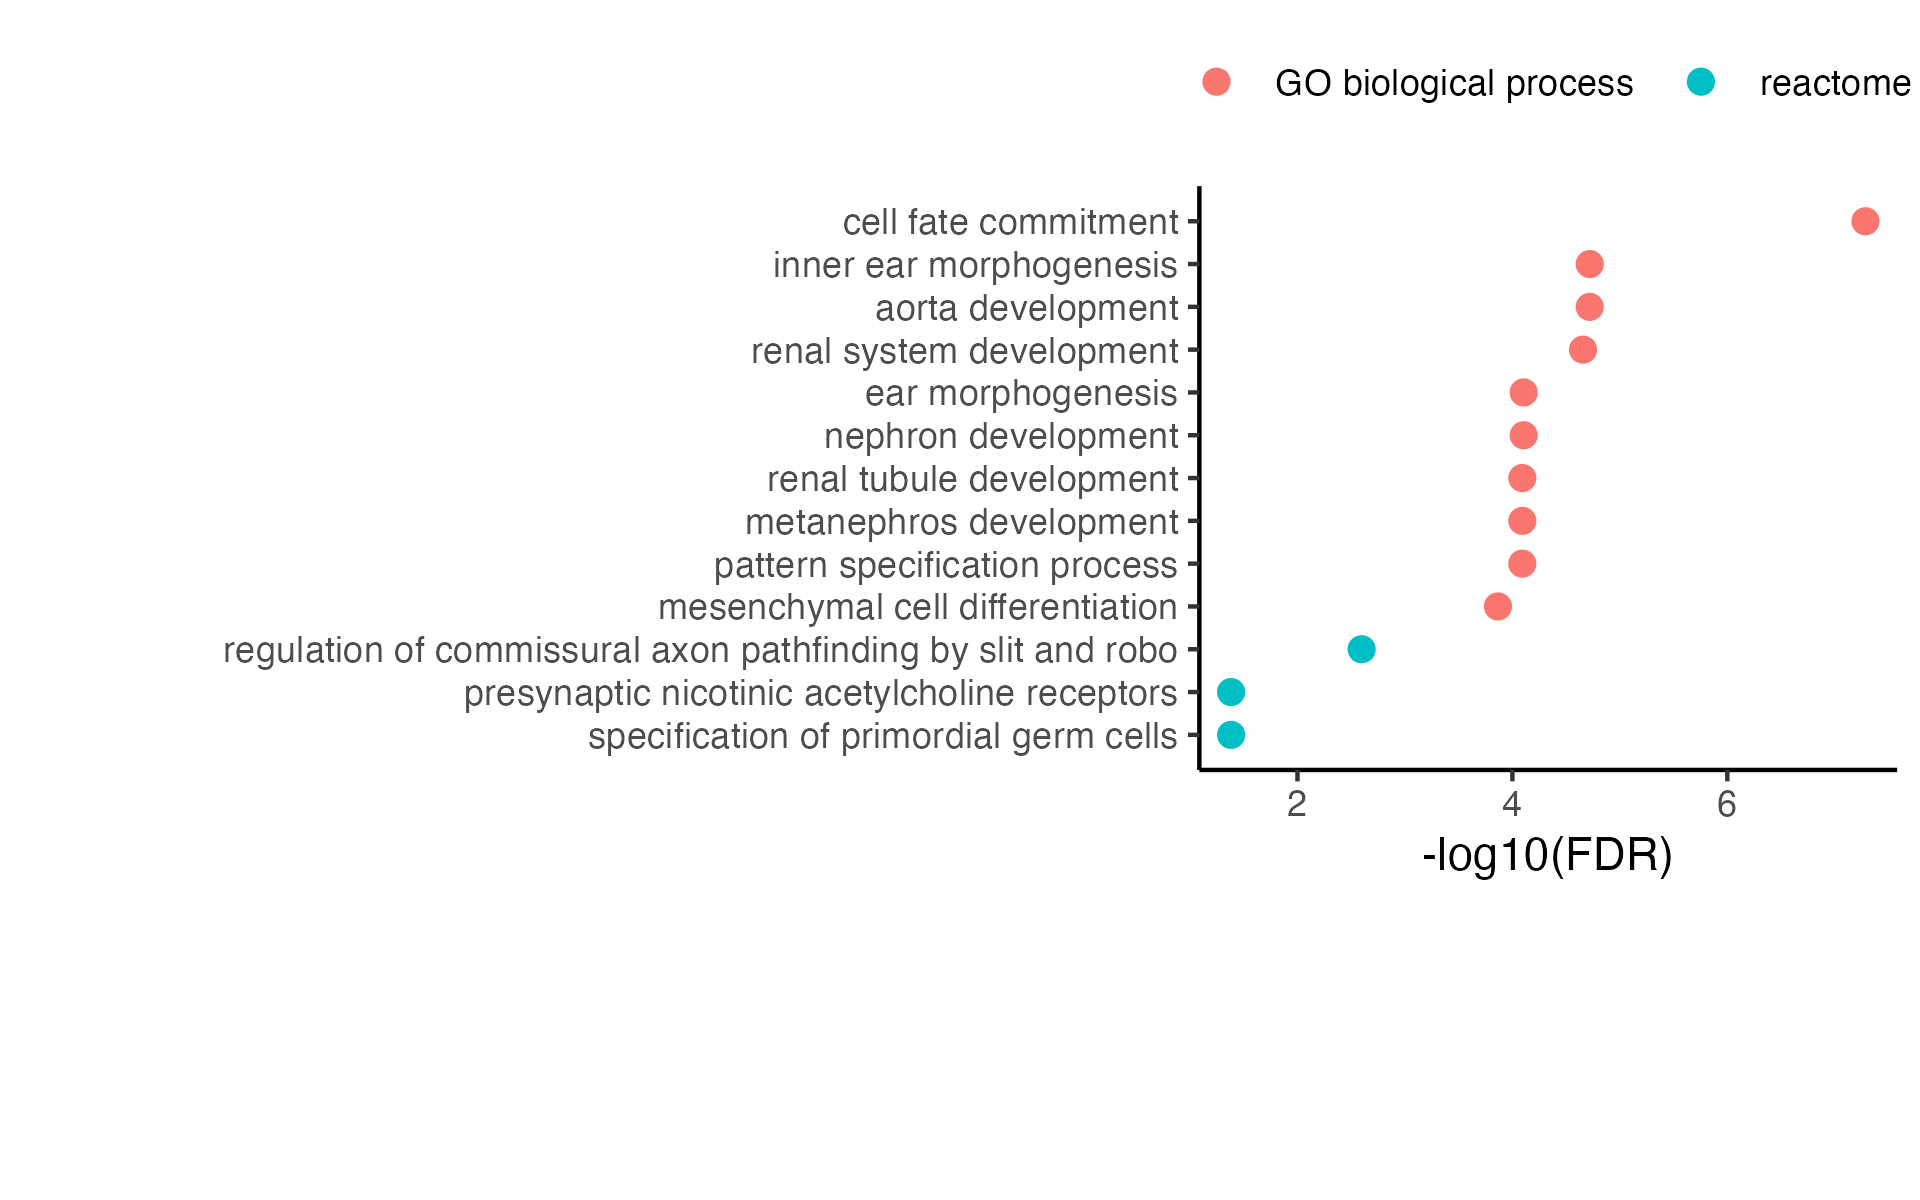 GO biological process reactome
cell fate commitment
inner ear morphogenesis
aorta development
renal system development
ear morphogenesis
nephron development
renal tubule development
metanephros development
pattern specification process
mesenchymal cell differentiation
regulation of commissural axon pathfinding by slit and robo
presynaptic nicotinic acetylcholine receptors
specification of primordial germ cells
2 4 6
-log10(FDR)